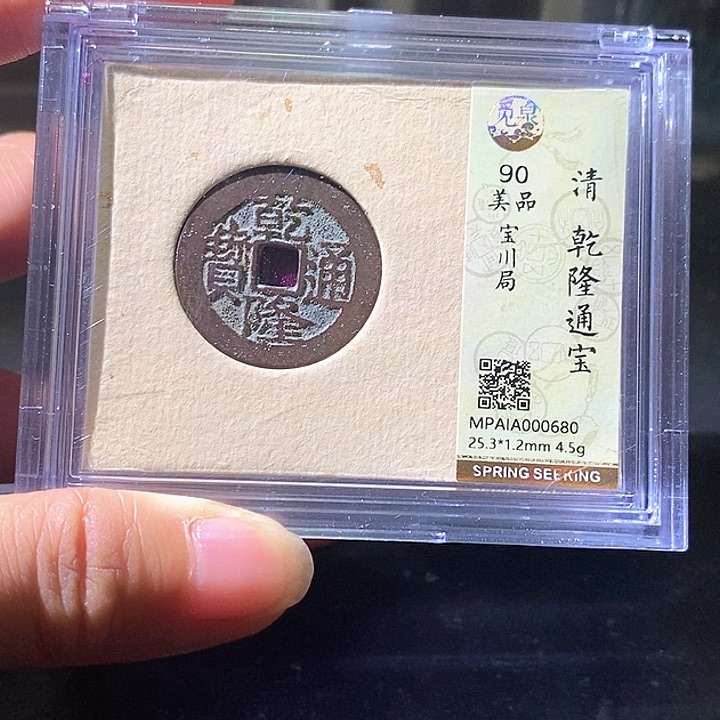 乾隆通寶
觅泉
清 乾隆通宝
90
美品
宝川局
MPAIA000680
25.3*1.2mm 4.5g
SPRING SEEKING